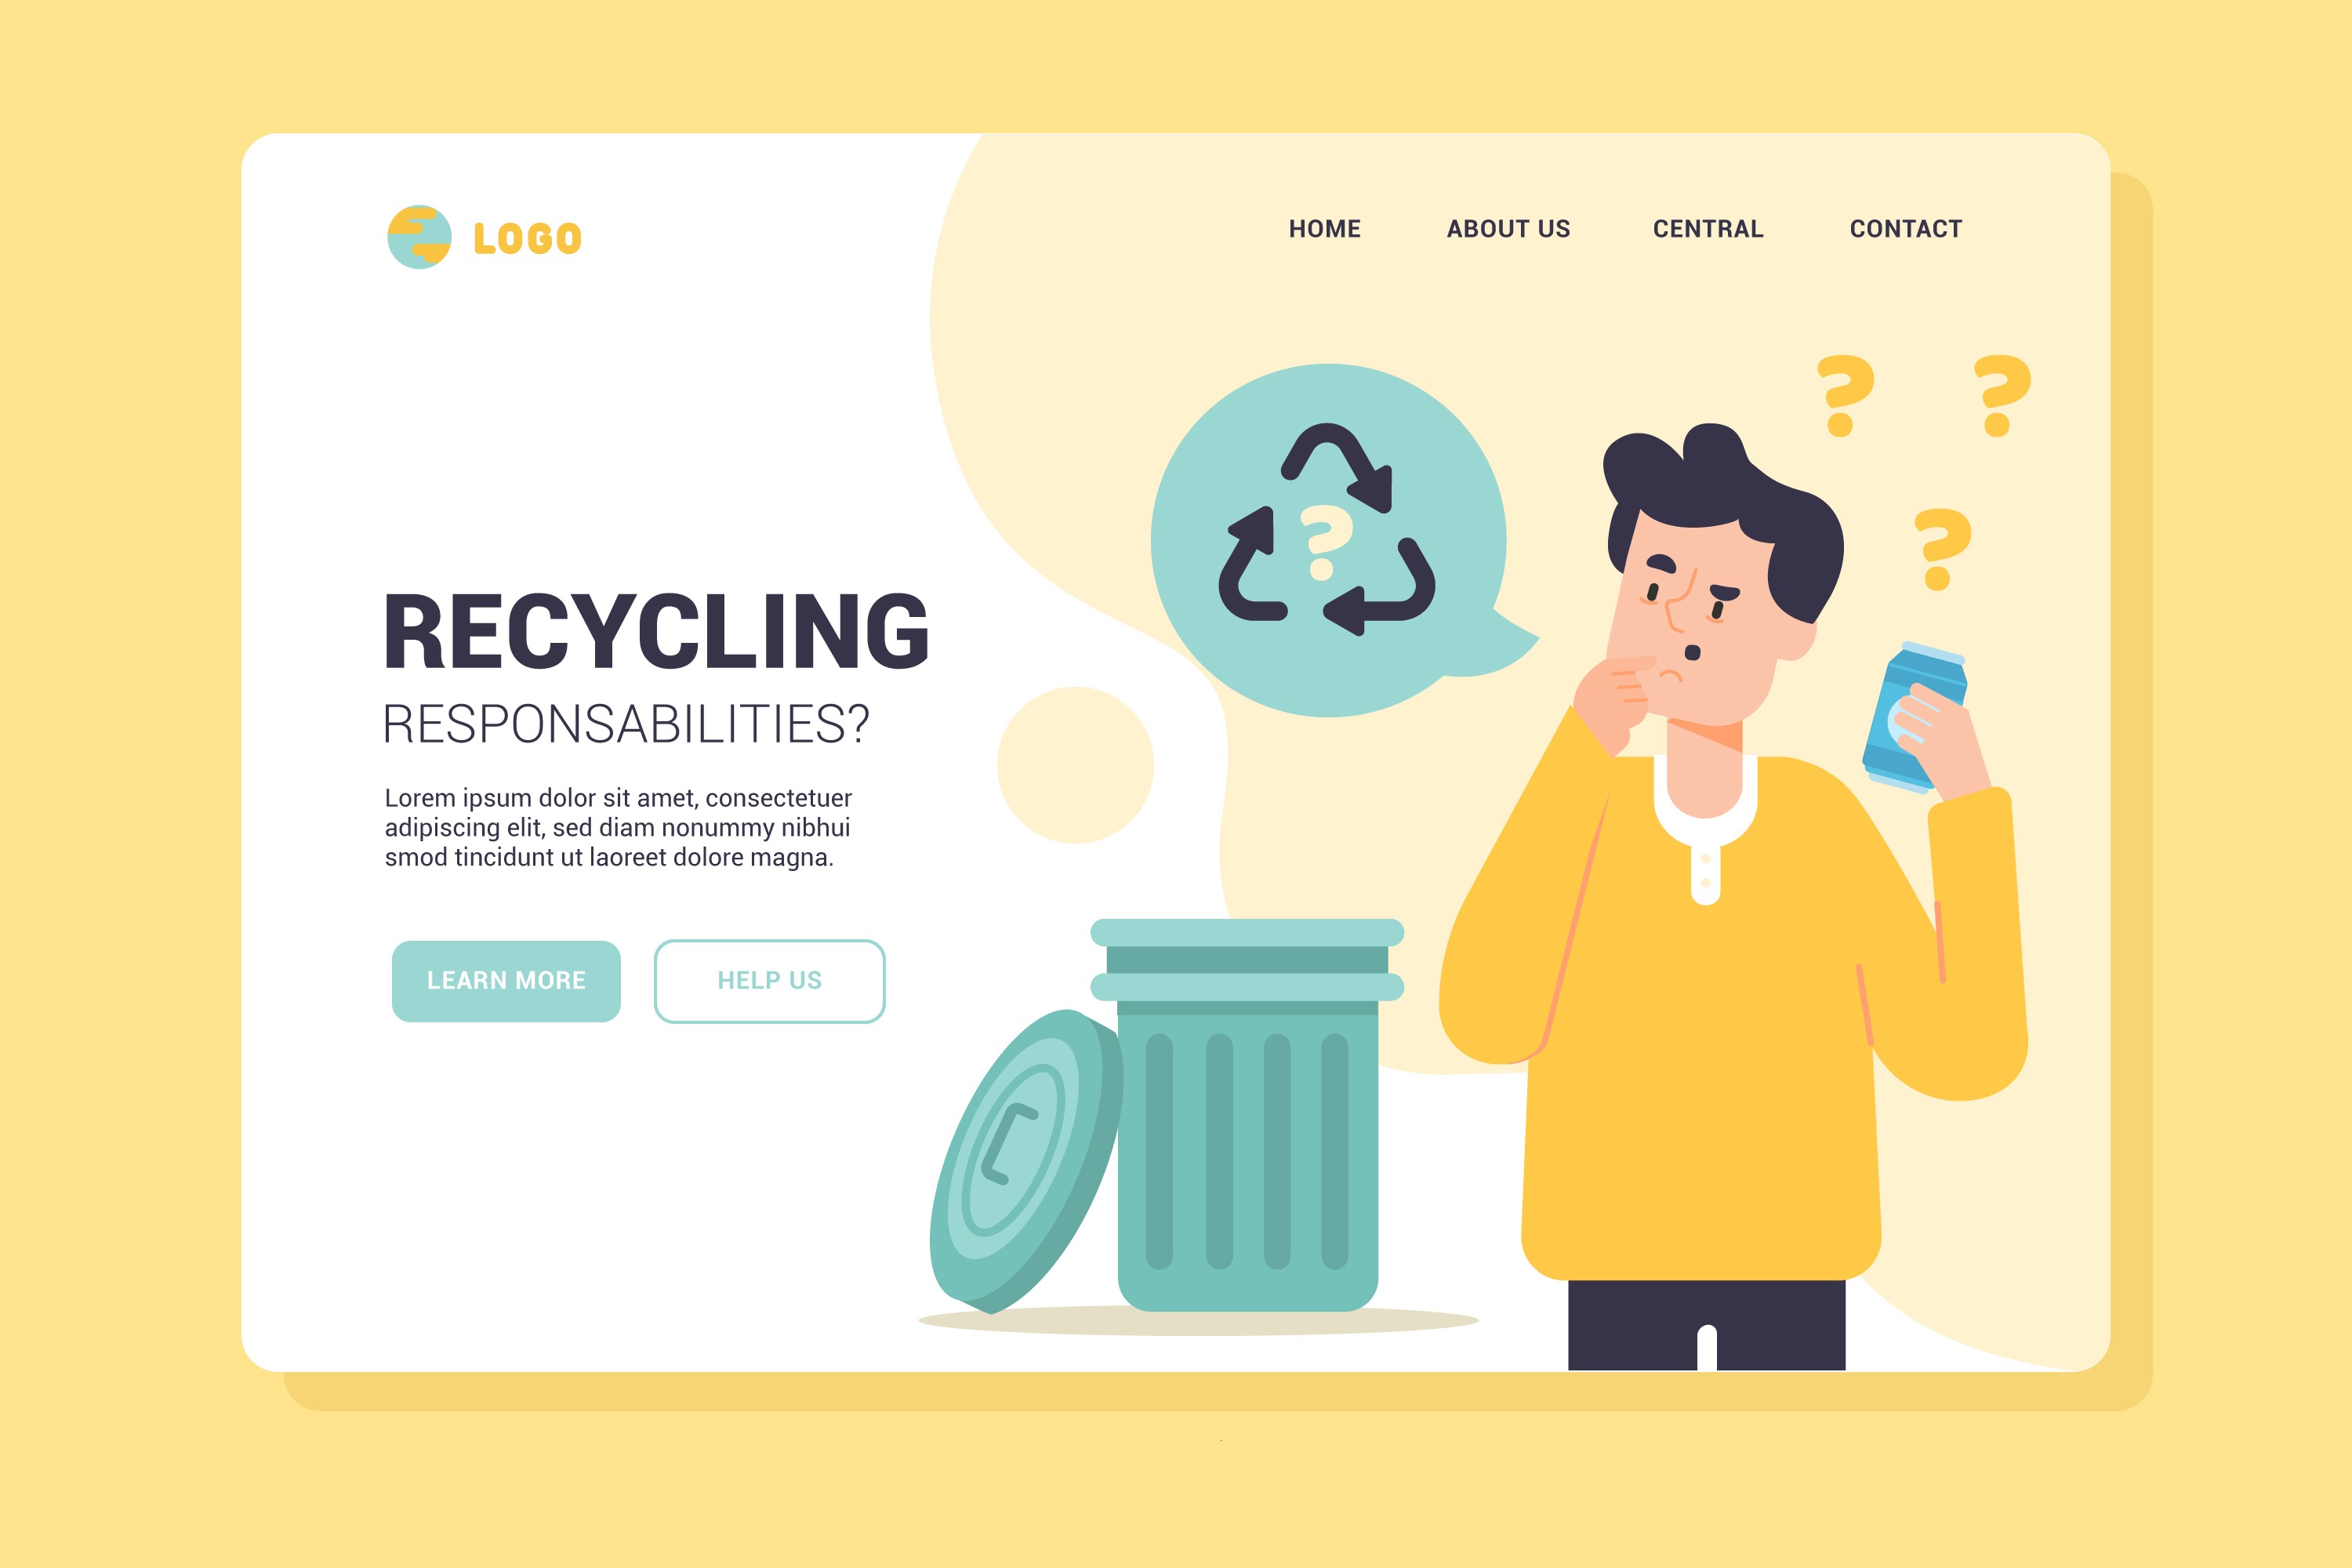 LOGO
HOME ABOUT US CENTRAL CONTACT
? ?
?
?
RECYCLING
RESPONSABILITIES?
Lorem ipsum dolor sit amet, consectetuer
adipiscing elit, sed diam nonummy nibhui
smod tincidunt ut laoreet dolore magna.
LEARN MORE HELP US